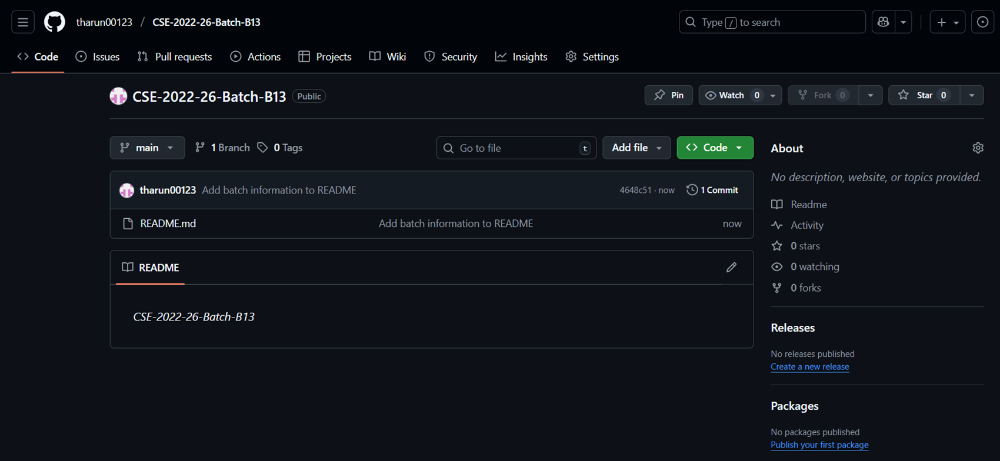 tharun00123 / CSE-2022-26-Batch-B13
Type / to search
Code Issues Pull requests Actions Projects Wiki Security Insights Settings
CSE-2022-26-Batch-B13 Public
Pin Watch 0 Fork 0 Star 0
main 1 Branch 0 Tags
Go to file t Add file Code
tharun00123 Add batch information to README 4648c51 · now 1 Commit
README.md Add batch information to README now
README
CSE-2022-26-Batch-B13
About
No description, website, or topics provided.
Readme
Activity
0 stars
0 watching
0 forks
Releases
No releases published
Create a new release
Packages
No packages published
Publish your first package